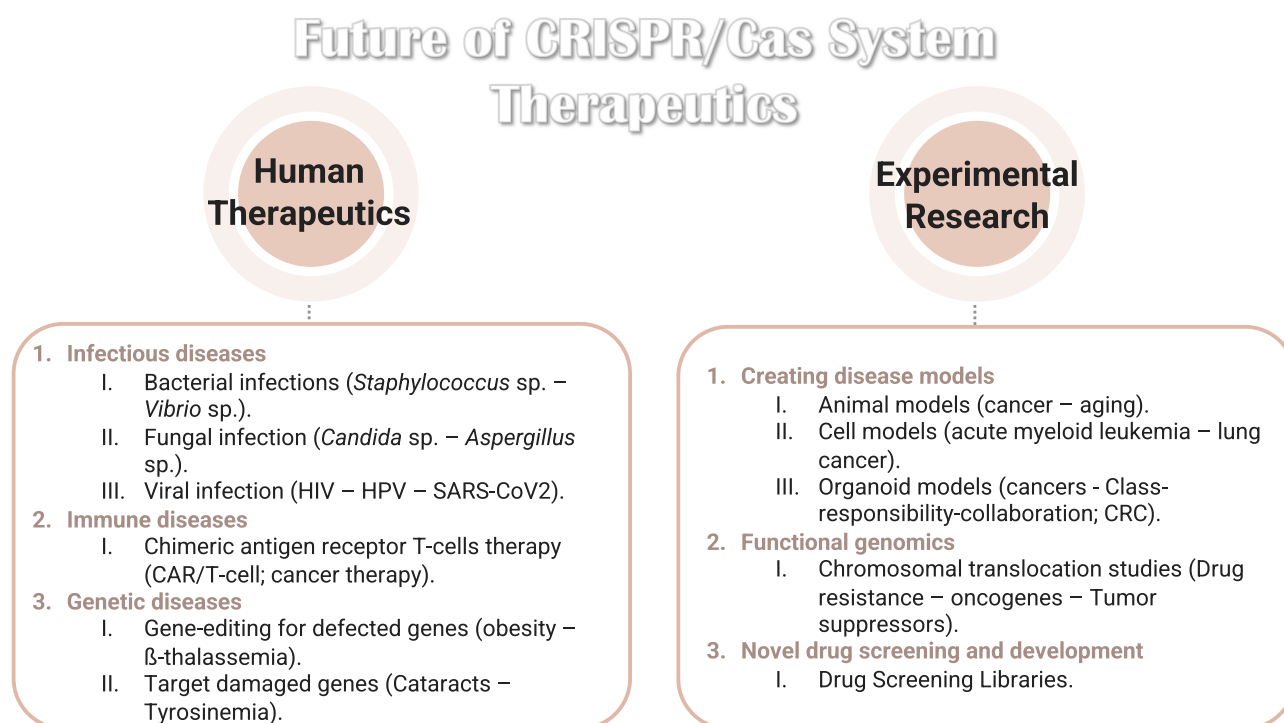 Future of CRISPR/Cas System
Therapeutics
Human
Therapeutics
1. Infectious diseases
I. Bacterial infections (Staphylococcus sp. –
Vibrio sp.).
II. Fungal infection (Candida sp. – Aspergillus
sp.).
III. Viral infection (HIV – HPV – SARS-CoV2).
2. Immune diseases
I. Chimeric antigen receptor T-cells therapy
(CAR/T-cell; cancer therapy).
3. Genetic diseases
I. Gene-editing for defected genes (obesity –
ß-thalassemia).
II. Target damaged genes (Cataracts –
Tyrosinemia).
Experimental
Research
1. Creating disease models
I. Animal models (cancer – aging).
II. Cell models (acute myeloid leukemia – lung
cancer).
III. Organoid models (cancers - Class-
responsibility-collaboration; CRC).
2. Functional genomics
I. Chromosomal translocation studies (Drug
resistance – oncogenes – Tumor
suppressors).
3. Novel drug screening and development
I. Drug Screening Libraries.